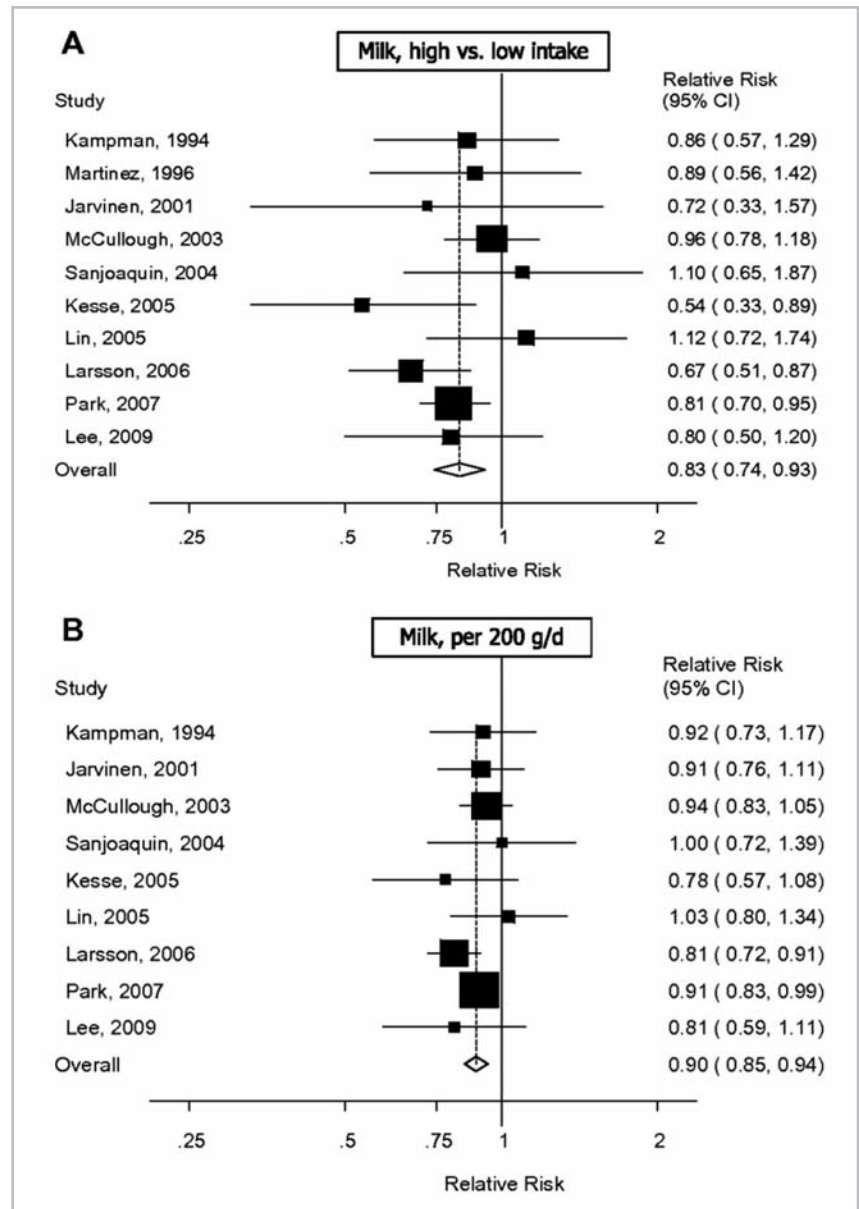 A
Milk, high vs. low intake
Relative Risk
Study (95% CI)
Kampman, 1994 0.86 ( 0.57, 1.29)
Martinez, 1996 0.89 ( 0.56, 1.42)
Jarvinen, 2001 0.72 ( 0.33, 1.57)
McCullough, 2003 0.96 ( 0.78, 1.18)
Sanjoaquin, 2004 1.10 ( 0.65, 1.87)
Kesse, 2005 0.54 ( 0.33, 0.89)
Lin, 2005 1.12 ( 0.72, 1.74)
Larsson, 2006 0.67 ( 0.51, 0.87)
Park, 2007 0.81 ( 0.70, 0.95)
Lee, 2009 0.80 ( 0.50, 1.20)
Overall 0.83 ( 0.74, 0.93)
.25 .5 .75 1 2
Relative Risk
B
Milk, per 200 g/d
Relative Risk
Study (95% CI)
Kampman, 1994 0.92 ( 0.73, 1.17)
Jarvinen, 2001 0.91 ( 0.76, 1.11)
McCullough, 2003 0.94 ( 0.83, 1.05)
Sanjoaquin, 2004 1.00 ( 0.72, 1.39)
Kesse, 2005 0.78 ( 0.57, 1.08)
Lin, 2005 1.03 ( 0.80, 1.34)
Larsson, 2006 0.81 ( 0.72, 0.91)
Park, 2007 0.91 ( 0.83, 0.99)
Lee, 2009 0.81 ( 0.59, 1.11)
Overall 0.90 ( 0.85, 0.94)
.25 .5 .75 1 2
Relative Risk